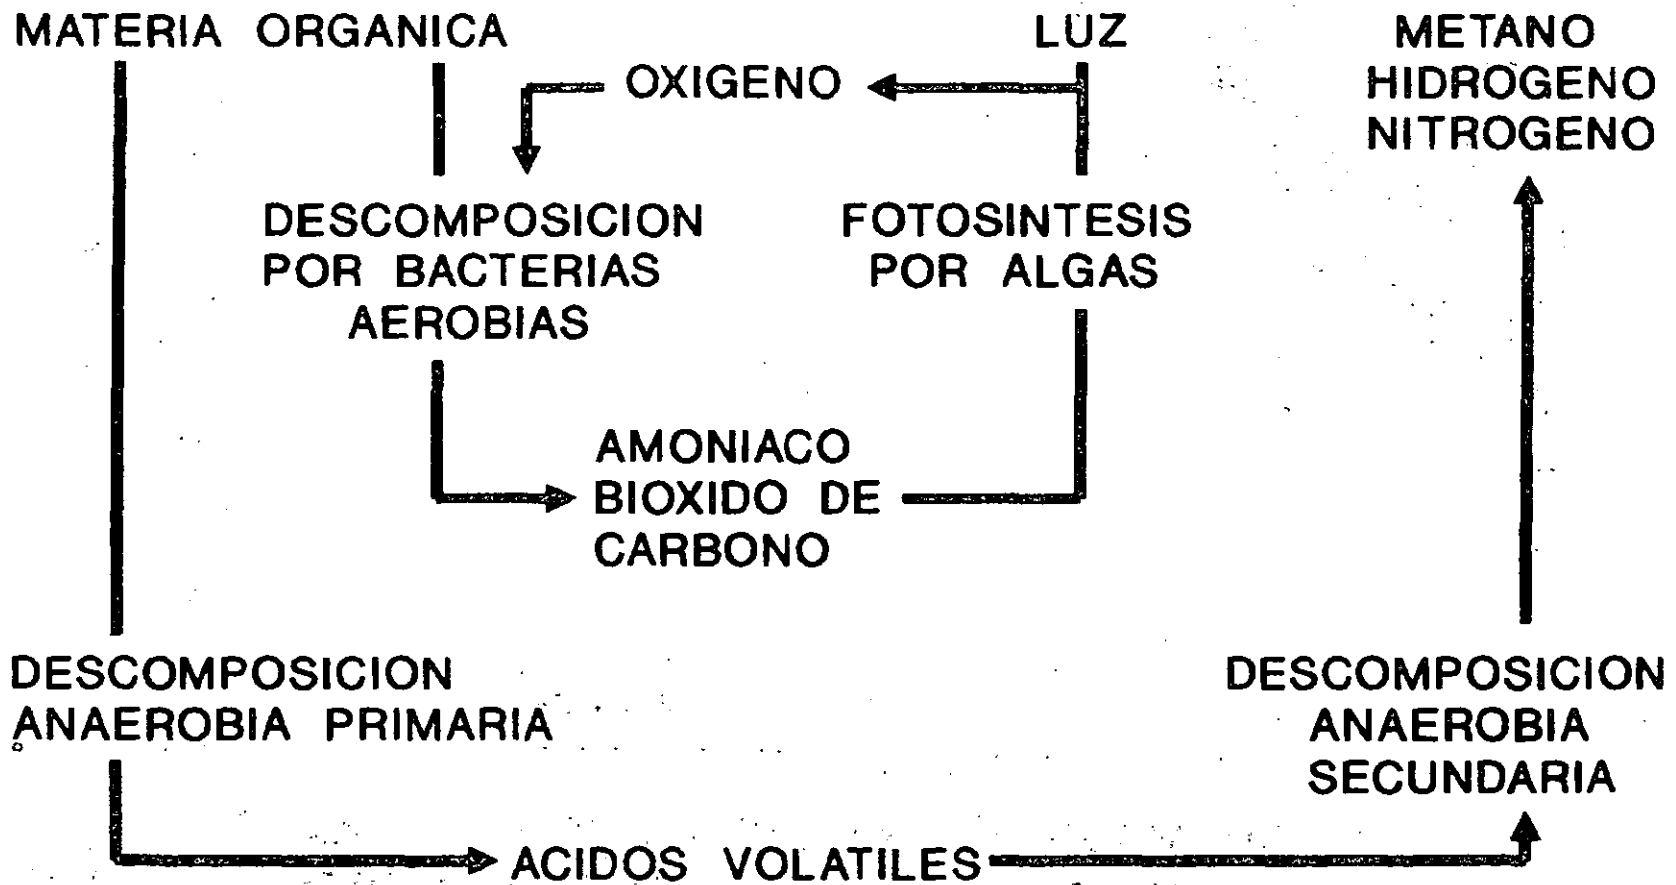 MATERIA ORGANICA
LUZ
METANO
HIDROGENO
NITROGENO
OXIGENO
DESCOMPOSICION
POR BACTERIAS
AEROBIAS
FOTOSINTESIS
POR ALGAS
AMONIACO
BIOXIDO DE
CARBONO
DESCOMPOSICION
ANAEROBIA PRIMARIA
DESCOMPOSICION
ANAEROBIA
SECUNDARIA
ACIDOS VOLATILES